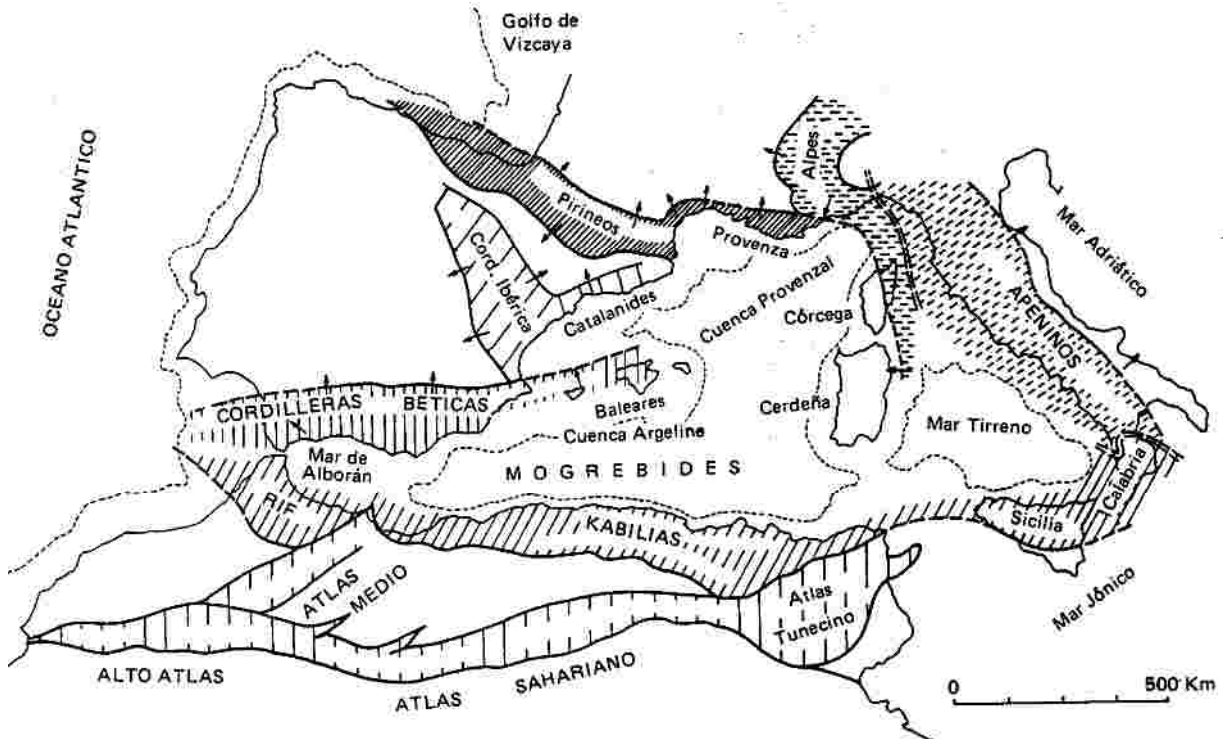 Golfo de
Vizcaya
OCEANO ATLANTICO
Alpes
Pirineos
Provenza
Mar Adriático
Cord. Ibérica
Catalanides
Cuenca Provenzal
Córcega
APENINOS
CORDILLERAS BETICAS
Baleares
Cerdeña
Mar Tirreno
Cuenca Argeline
Mar de
Alborán
MOGREBIDES
Calabria
RIF
KABILIAS
Sicilia
ATLAS
MEDIO
Atlas
Tunecino
Mar Jónico
ALTO ATLAS
ATLAS
SAHARIANO
0 500 Km